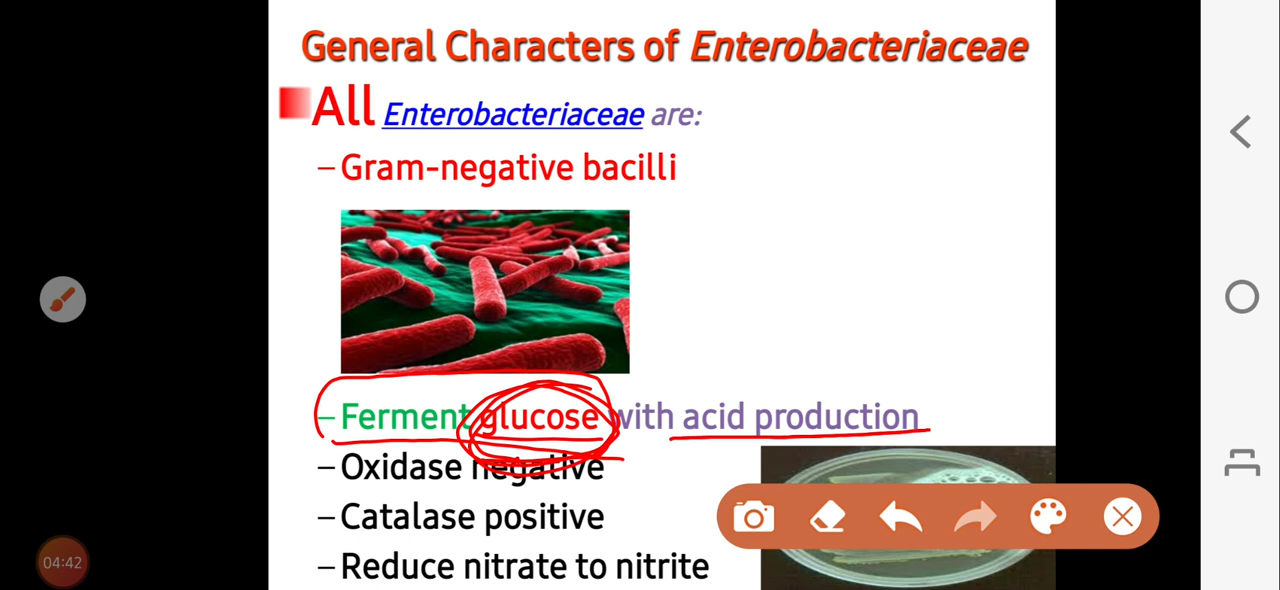 General Characters of Enterobacteriaceae
All Enterobacteriaceae are:
– Gram-negative bacilli
– Ferment glucose with acid production
– Oxidase negative
– Catalase positive
– Reduce nitrate to nitrite
04:42